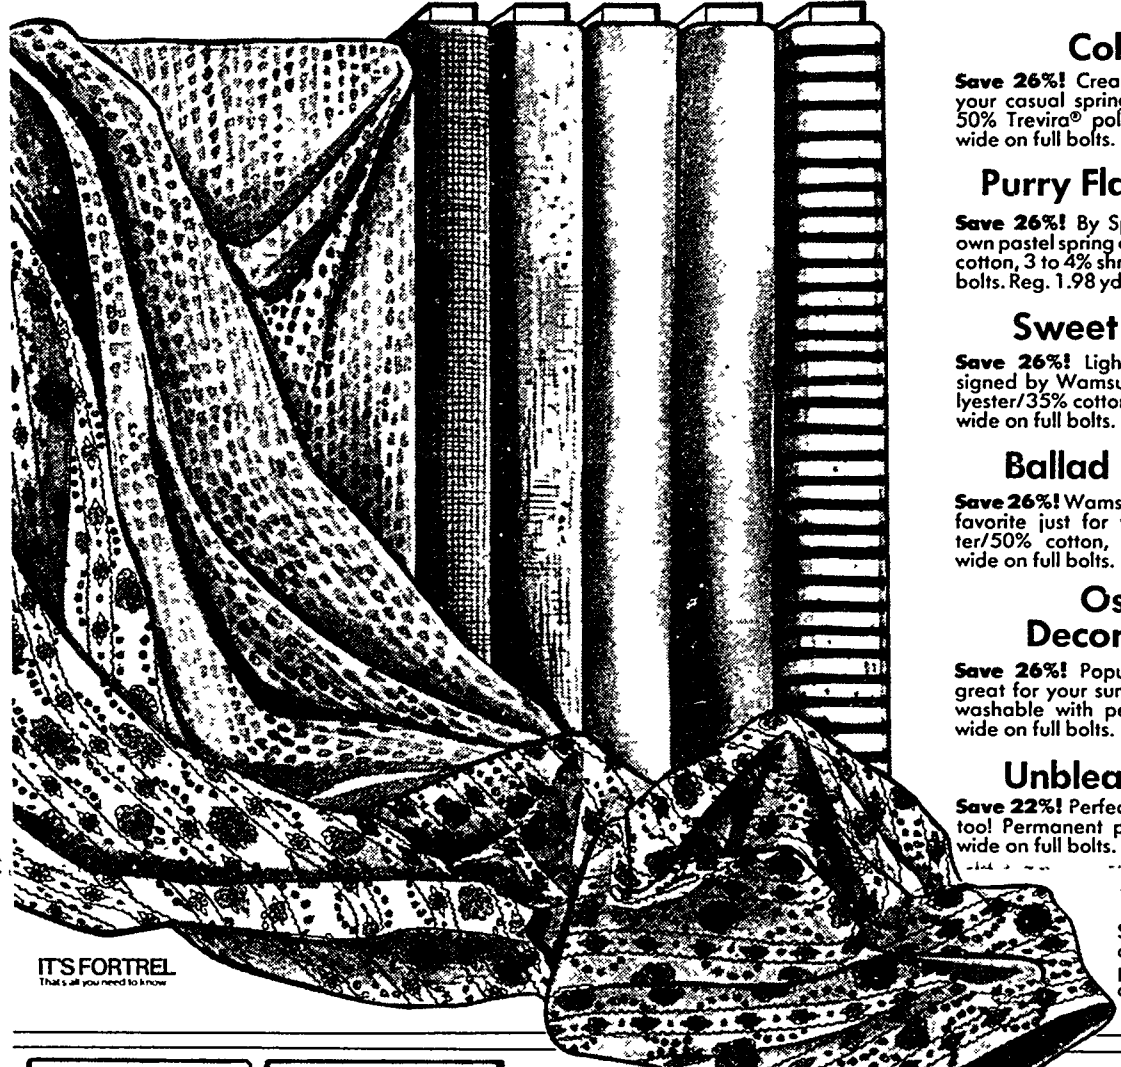 Col
Save 26%! Crea
your casual spring
50% Trevira® pol
wide on full bolts.
Purry Fla
Save 26%! By Sp
own pastel spring
cotton, 3 to 4% shr
bolts. Reg. 1.98 yd
Sweet
Save 26%! Ligh
signed by Wamsu
lyester/35% cotton
wide on full bolts.
Ballad
Save 26%! Wams
favorite just for
ter/50% cotton,
wide on full bolts.
Os
Decor
Save 26%! Popu
great for your sum
washable with pe
wide on full bolts.
Unblea
Save 22%! Perfec
too! Permanent p
wide on full bolts.
IT'S FORTREL
That's all you need to know